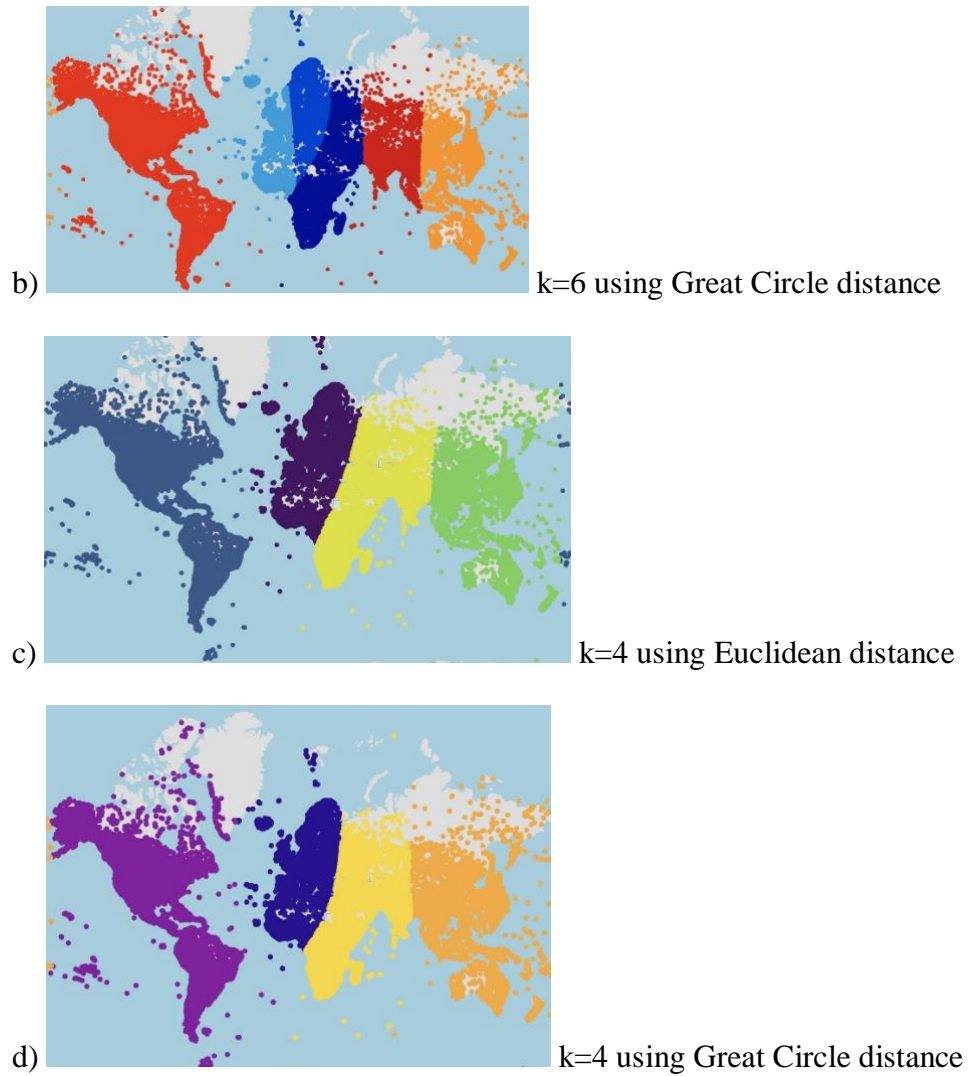 b) k=6 using Great Circle distance
c) k=4 using Euclidean distance
d) k=4 using Great Circle distance